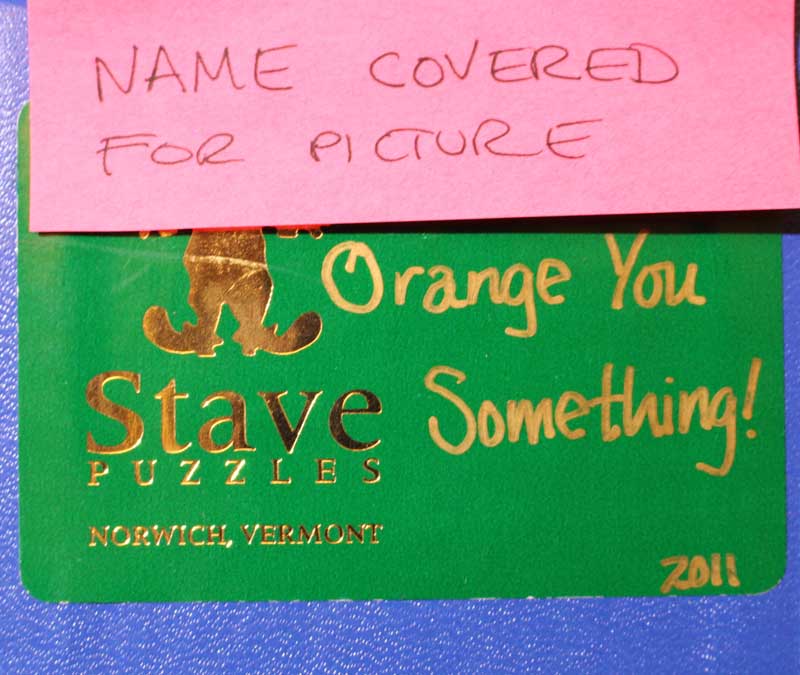 NAME COVERED
FOR PICTURE
Orange You
Something!
Stave
PUZZLES
NORWICH, VERMONT
2011